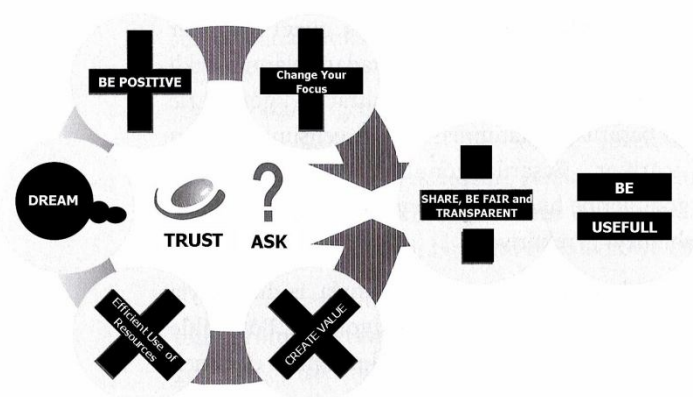 BE POSITIVE
Change Your
Focus
DREAM
TRUST
ASK
SHARE, BE FAIR and
TRANSPARENT
BE
USEFULL
Efficient Use of
Resources
CREATE VALUE